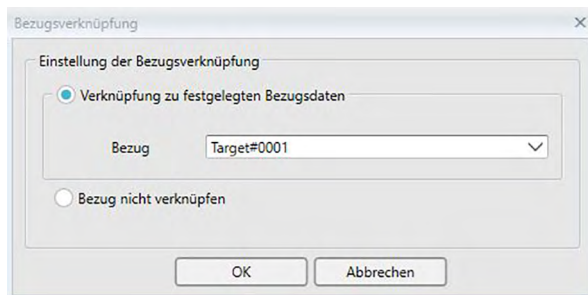 Bezugsverknüpfung
Einstellung der Bezugsverknüpfung
Verknüpfung zu festgelegten Bezugsdaten
Bezug Target#0001
Bezug nicht verknüpfen
OK Abbrechen